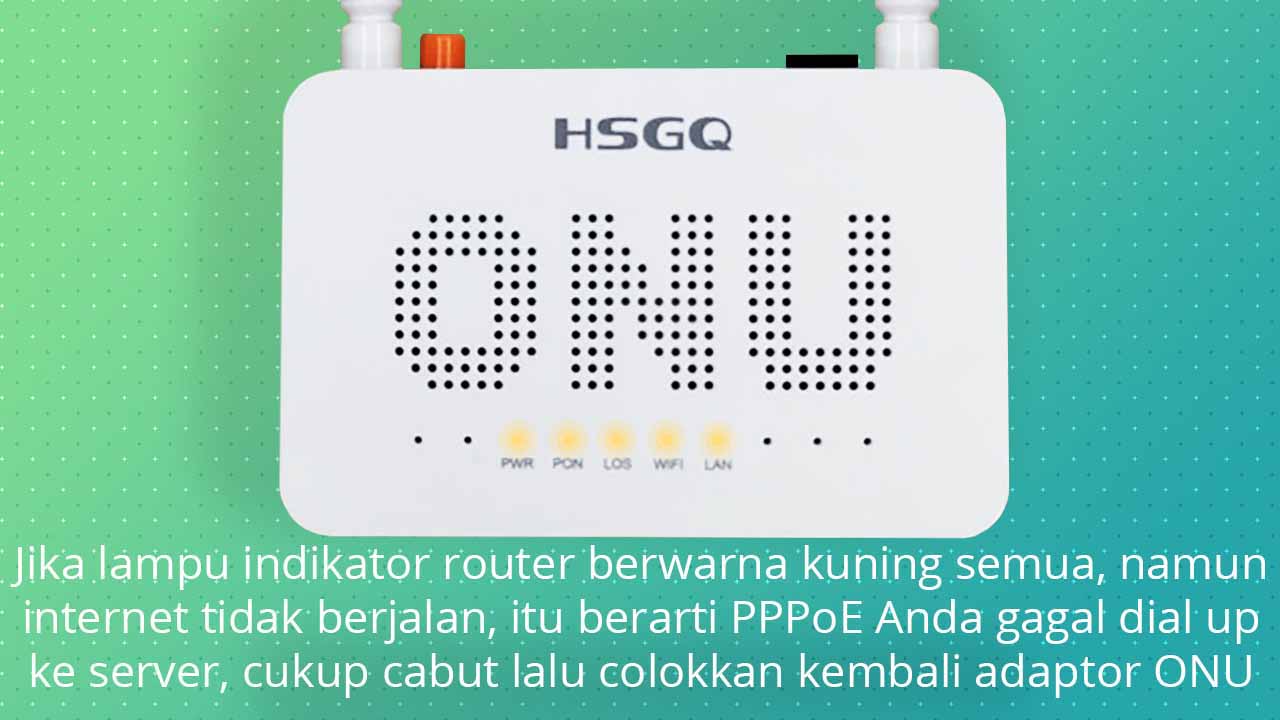 HSGQ
ONU
PWR PON LOS WIFI LAN
Jika lampu indikator router berwarna kuning semua, namun
internet tidak berjalan, itu berarti PPPoE Anda gagal dial up
ke server, cukup cabut lalu colokkan kembali adaptor ONU